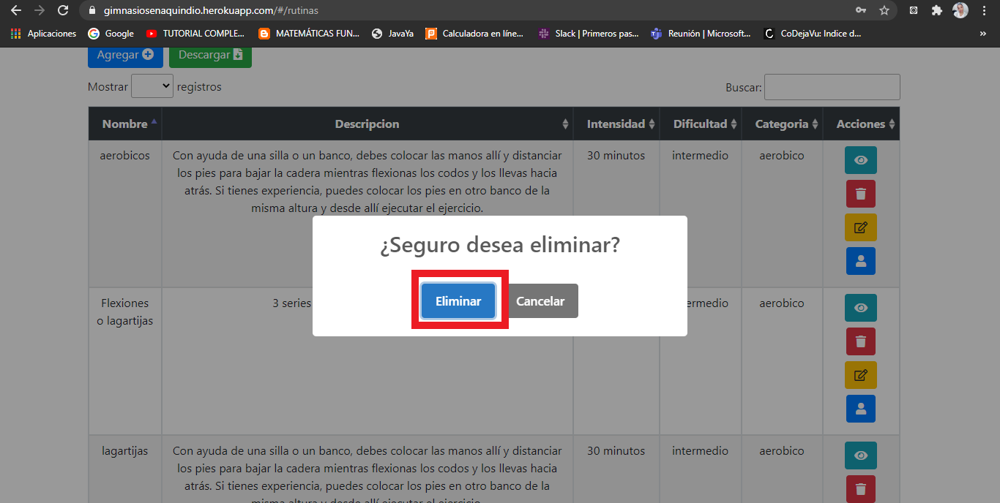 gimnasiosenaquindio.herokuapp.com/#/rutinas
Aplicaciones Google TUTORIAL COMPLE... MATEMÁTICAS FUN... JavaYa Calculadora en líne... Slack | Primeros pas... Reunión | Microsoft... CoDejaVu: Indice d... »
Agregar Descargar
Mostrar registros Buscar:
Nombre Descripcion Intensidad Dificultad Categoria Acciones
aerobicos Con ayuda de una silla o un banco, debes colocar las manos allí y distanciar 30 minutos intermedio aerobico
los pies para bajar la cadera mientras flexionas los codos y los llevas hacia
atrás. Si tienes experiencia, puedes colocar los pies en otro banco de la
misma altura y desde allí ejecutar el ejercicio.
¿Seguro desea eliminar?
Eliminar Cancelar
Flexiones 3 series ermedio aerobico
o lagartijas
lagartijas Con ayuda de una silla o un banco, debes colocar las manos allí y distanciar 30 minutos intermedio aerobico
los pies para bajar la cadera mientras flexionas los codos y los llevas hacia
atrás. Si tienes experiencia, puedes colocar los pies en otro banco de la
misma altura y desde allí ejecutar el ejercicio.